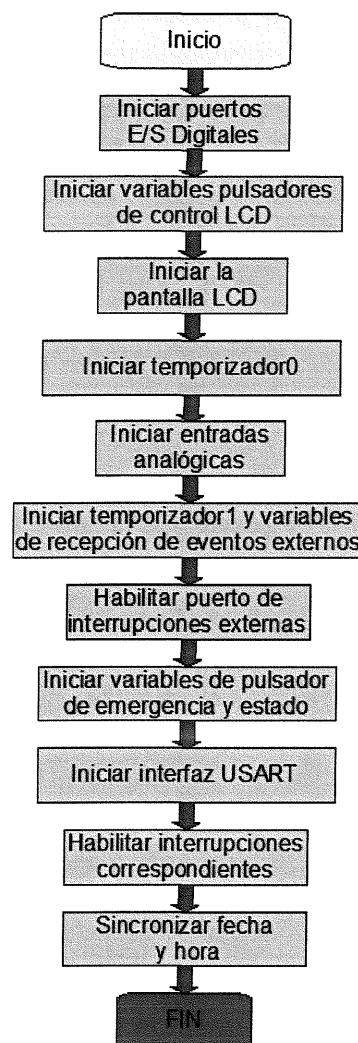 Inicio
Iniciar puertos
E/S Digitales
Iniciar variables pulsadores
de control LCD
Iniciar la
pantalla LCD
Iniciar temporizador0
Iniciar entradas
analógicas
Iniciar temporizador1 y variables
de recepción de eventos externos
Habilitar puerto de
interrupciones externas
Iniciar variables de pulsador
de emergencia y estado
Iniciar interfaz USART
Habilitar interrupciones
correspondientes
Sincronizar fecha
y hora
FIN